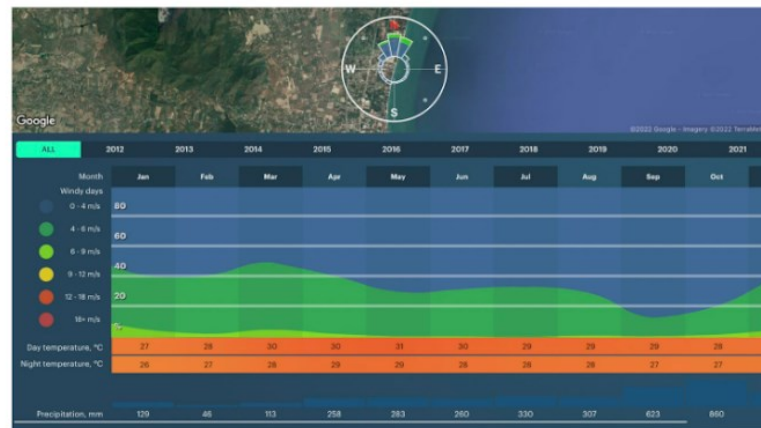 W E
S
Google
©2022 Google - Imagery ©2022 TerraMet
ALL 2012 2013 2014 2015 2016 2017 2018 2019 2020 2021
Month Jan Feb Mar Apr May Jun Jul Aug Sep Oct
Windy days
0 - 4 m/s 80
4 - 6 m/s
60
6 - 9 m/s 40
9 - 12 m/s
12 - 18 m/s 20
18+ m/s
Day temperature, °C 27 28 30 30 31 30 29 29 29 28
Night temperature, °C 26 27 28 29 29 28 28 28 27 27
Precipitation, mm 129 46 113 258 283 260 330 307 623 860